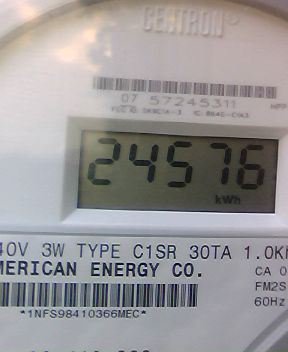 CENTRON
07 57245311
24576
kWh
40V 3W TYPE C1SR 30TA 1.0K
MERICAN ENERGY CO.
CA 0
FM2S
60Hz
*1NFS98410366MEC*